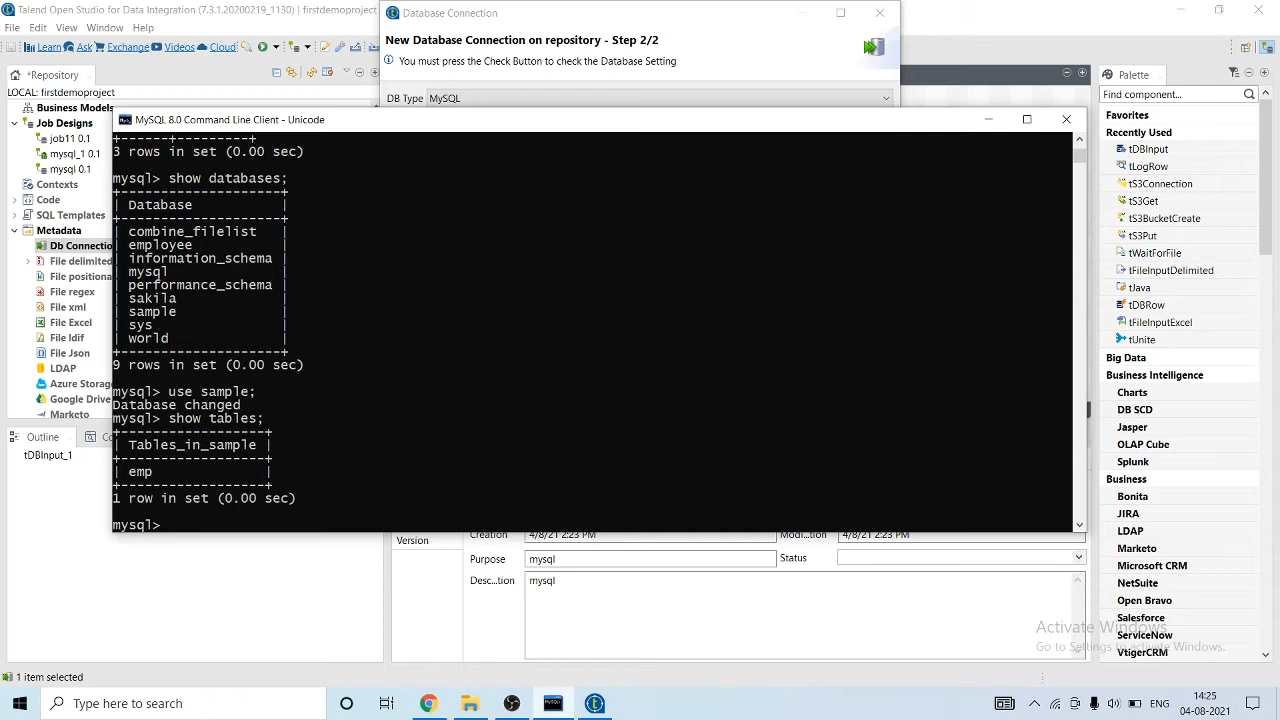 Talend Open Studio for Data Integration (7.3.1.20200219_1130) | firstdemoproject
File Edit View Window Help
Learn Ask Exchange Videos Cloud
*Repository
LOCAL: firstdemoproject
Business Models
Job Designs
job11 0.1
mysql_1 0.1
mysql 0.1
Contexts
Code
SQL Templates
Metadata
Db Connectio
File delimited
File positiona
File regex
File xml
File Excel
File ldif
File Json
LDAP
Azure Storag
Google Drive
Marketo
Outline
Co
tDBInput_1
1 item selected
Database Connection
New Database Connection on repository - Step 2/2
You must press the Check Button to check the Database Setting
DB Type MySQL
MySQL 8.0 Command Line Client - Unicode
+-------+---------+
3 rows in set (0.00 sec)
mysql> show databases;
+--------------------+
| Database |
+--------------------+
| combine_filelist |
| employee |
| information_schema |
| mysql |
| performance_schema |
| sakila |
| sample |
| sys |
| world |
+--------------------+
9 rows in set (0.00 sec)
mysql> use sample;
Database changed
mysql> show tables;
+------------------+
| Tables_in_sample |
+------------------+
| emp |
+------------------+
1 row in set (0.00 sec)
mysql>
Version
Creation 4/8/21 2:23 PM Modi...tion 4/8/21 2:23 PM
Purpose mysql Status
Desc...tion mysql
Palette
Find component...
Favorites
Recently Used
tDBInput
tLogRow
tS3Connection
tS3Get
tS3BucketCreate
tS3Put
tWaitForFile
tFileInputDelimited
tJava
tDBRow
tFileInputExcel
tUnite
Big Data
Business Intelligence
Charts
DB SCD
Jasper
OLAP Cube
Splunk
Business
Bonita
JIRA
LDAP
Marketo
Microsoft CRM
NetSuite
Open Bravo
Salesforce
ServiceNow
VtigerCRM
Activate Windows
Go to Settings to activate Windows.
Type here to search
ENG
14:25
04-08-2021